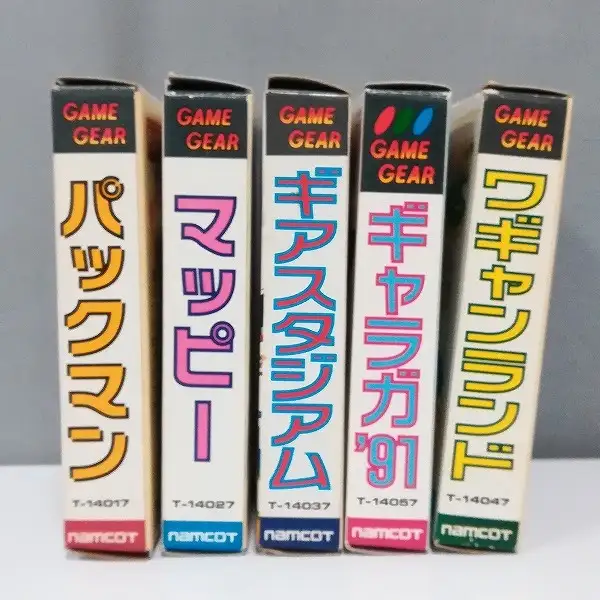 GAME
GEAR
パックマン
T-14017
namcoT
GAME
GEAR
マッピー
T-14027
namcoT
GAME
GEAR
ギアスタジアム
T-14037
namcoT
GAME
GEAR
ギャラガ'91
T-14057
namcoT
GAME
GEAR
ワギャンランド
T-14047
namcoT